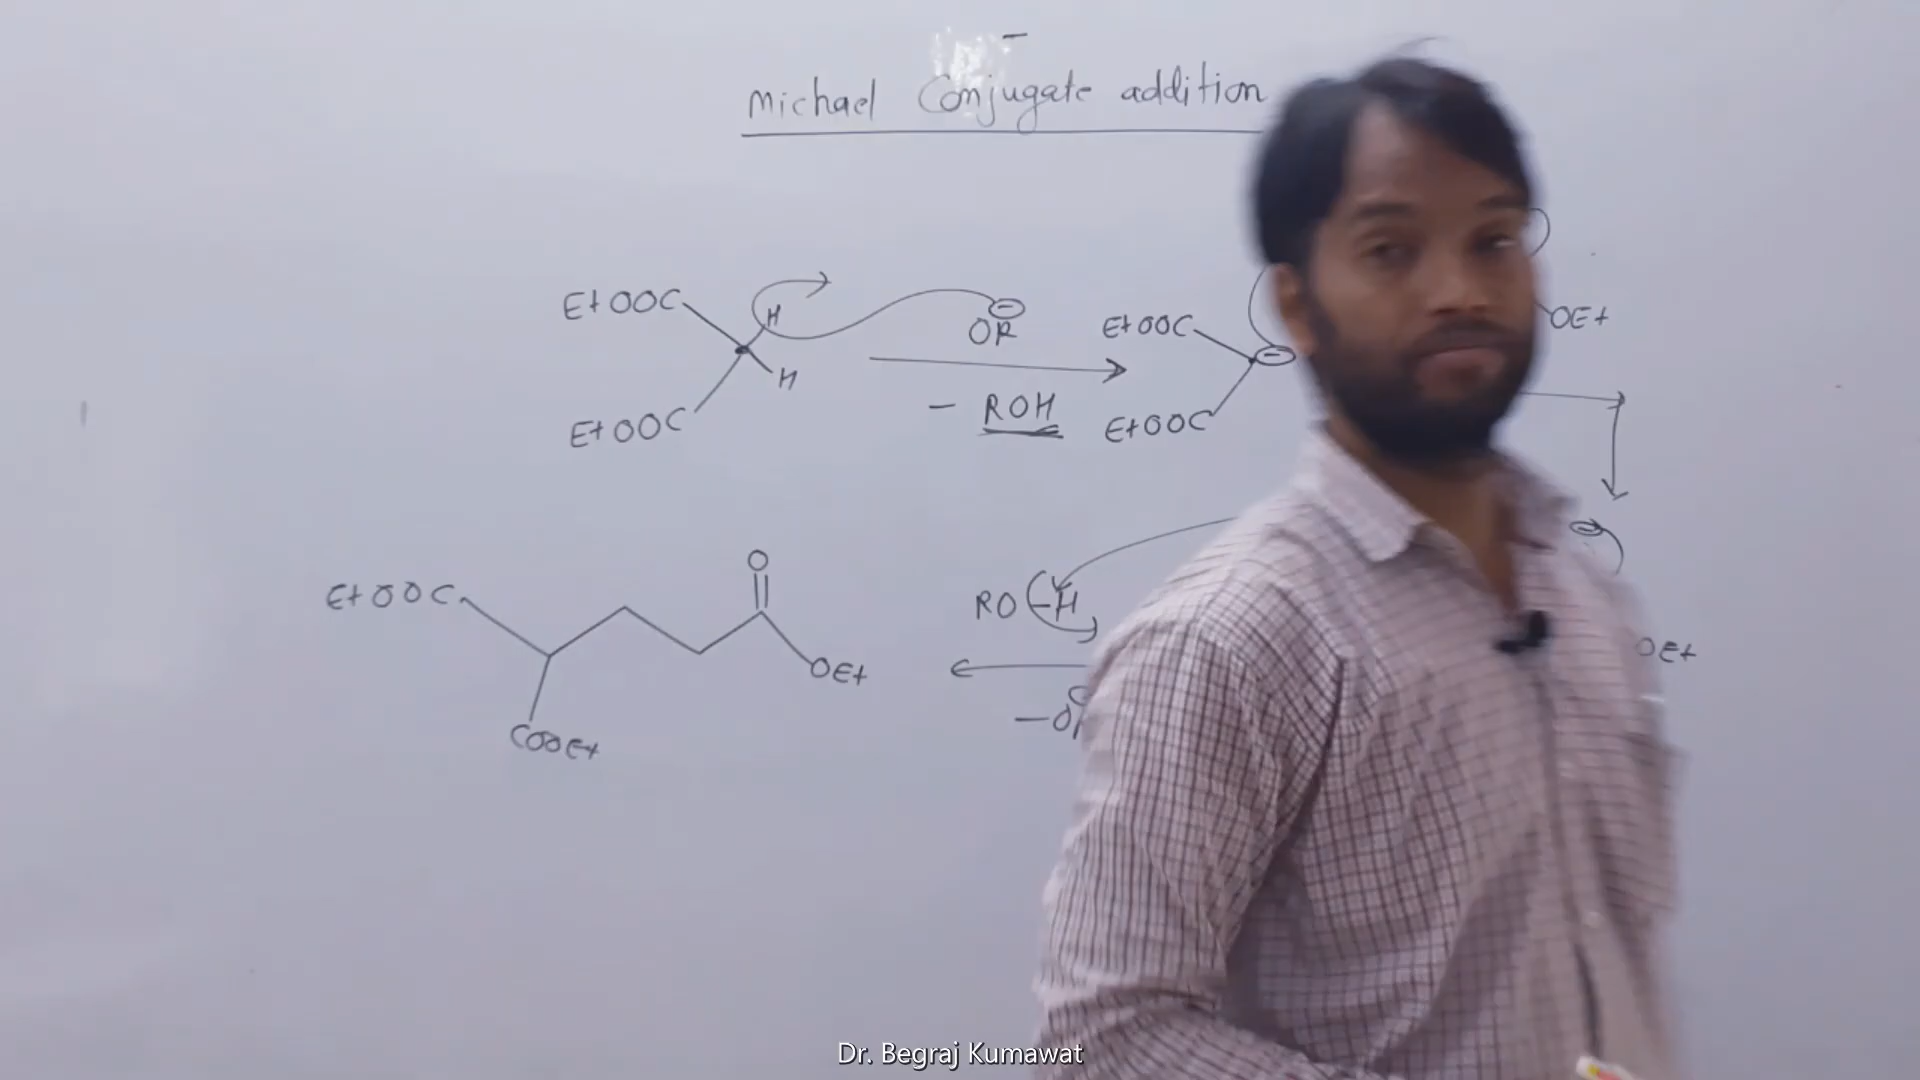 Michael Conjugate addition
EtOOC
H
H
EtOOC
⊖
OR
- ROH
EtOOC
⊖
EtOOC
OEt
EtOOC
O
OEt
COOEt
RO-H
⊖
OEt
Dr. Begraj Kumawat